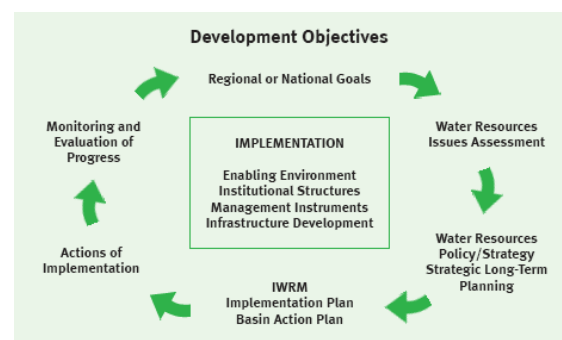 Development Objectives
Regional or National Goals
Water Resources
Issues Assessment
Water Resources
Policy/Strategy
Strategic Long-Term
Planning
IWRM
Implementation Plan
Basin Action Plan
Actions of
Implementation
Monitoring and
Evaluation of
Progress
IMPLEMENTATION
Enabling Environment
Institutional Structures
Management Instruments
Infrastructure Development